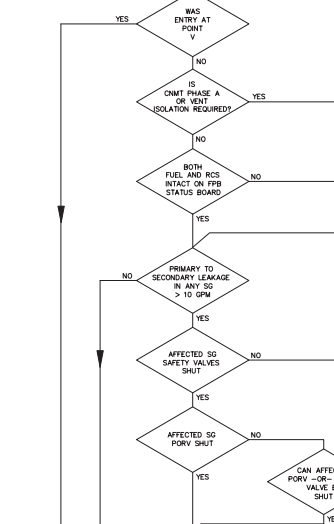 WAS
ENTRY AT
POINT
V
YES
NO
IS
CNMT PHASE A
OR VENT
ISOLATION REQUIRED?
YES
NO
BOTH
FUEL AND RCS
INTACT ON FPB
STATUS BOARD
NO
YES
PRIMARY TO
SECONDARY LEAKAGE
IN ANY SG
> 10 GPM
NO
YES
AFFECTED SG
SAFETY VALVES
SHUT
NO
YES
AFFECTED SG
PORV SHUT
NO
YES
CAN
PORV -OR-
VALVE
SHUT